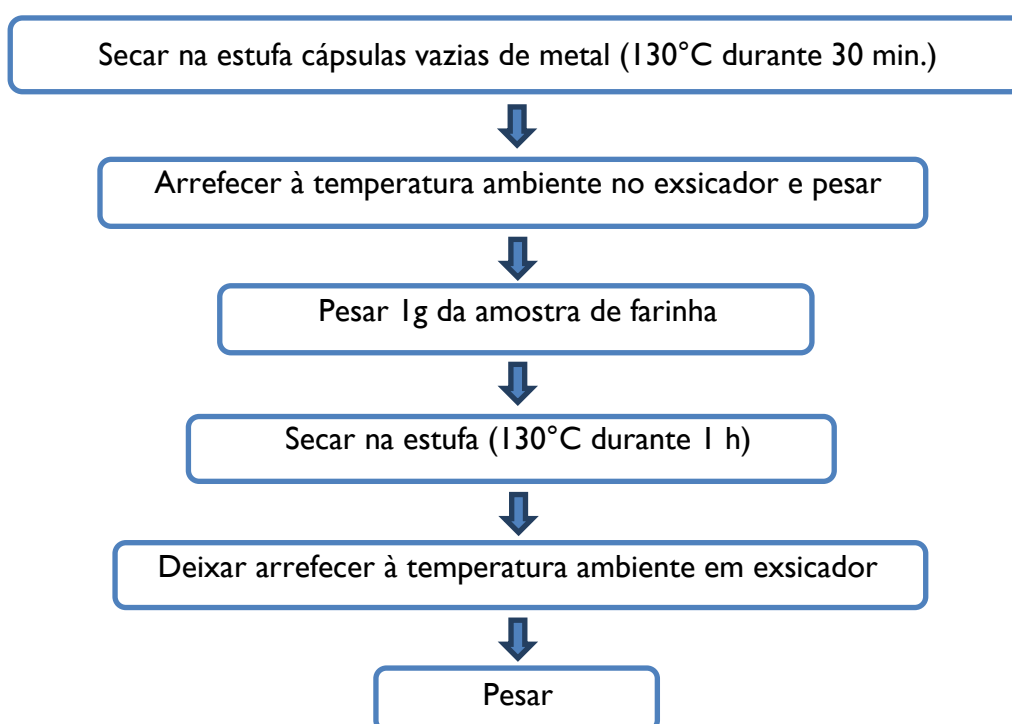 Secar na estufa cápsulas vazias de metal (130°C durante 30 min.)
Arrefecer à temperatura ambiente no exsicador e pesar
Pesar 1g da amostra de farinha
Secar na estufa (130°C durante 1 h)
Deixar arrefecer à temperatura ambiente em exsicador
Pesar